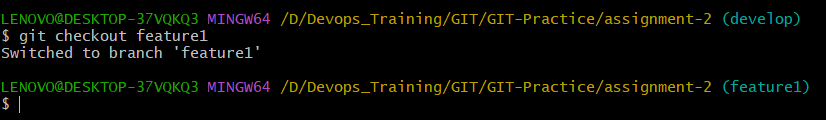 LENOVO@DESKTOP-37VQKQ3 MINGW64 /D/Devops_Training/GIT/GIT-Practice/assignment-2 (develop)
$ git checkout feature1
Switched to branch 'feature1'
LENOVO@DESKTOP-37VQKQ3 MINGW64 /D/Devops_Training/GIT/GIT-Practice/assignment-2 (feature1)
$